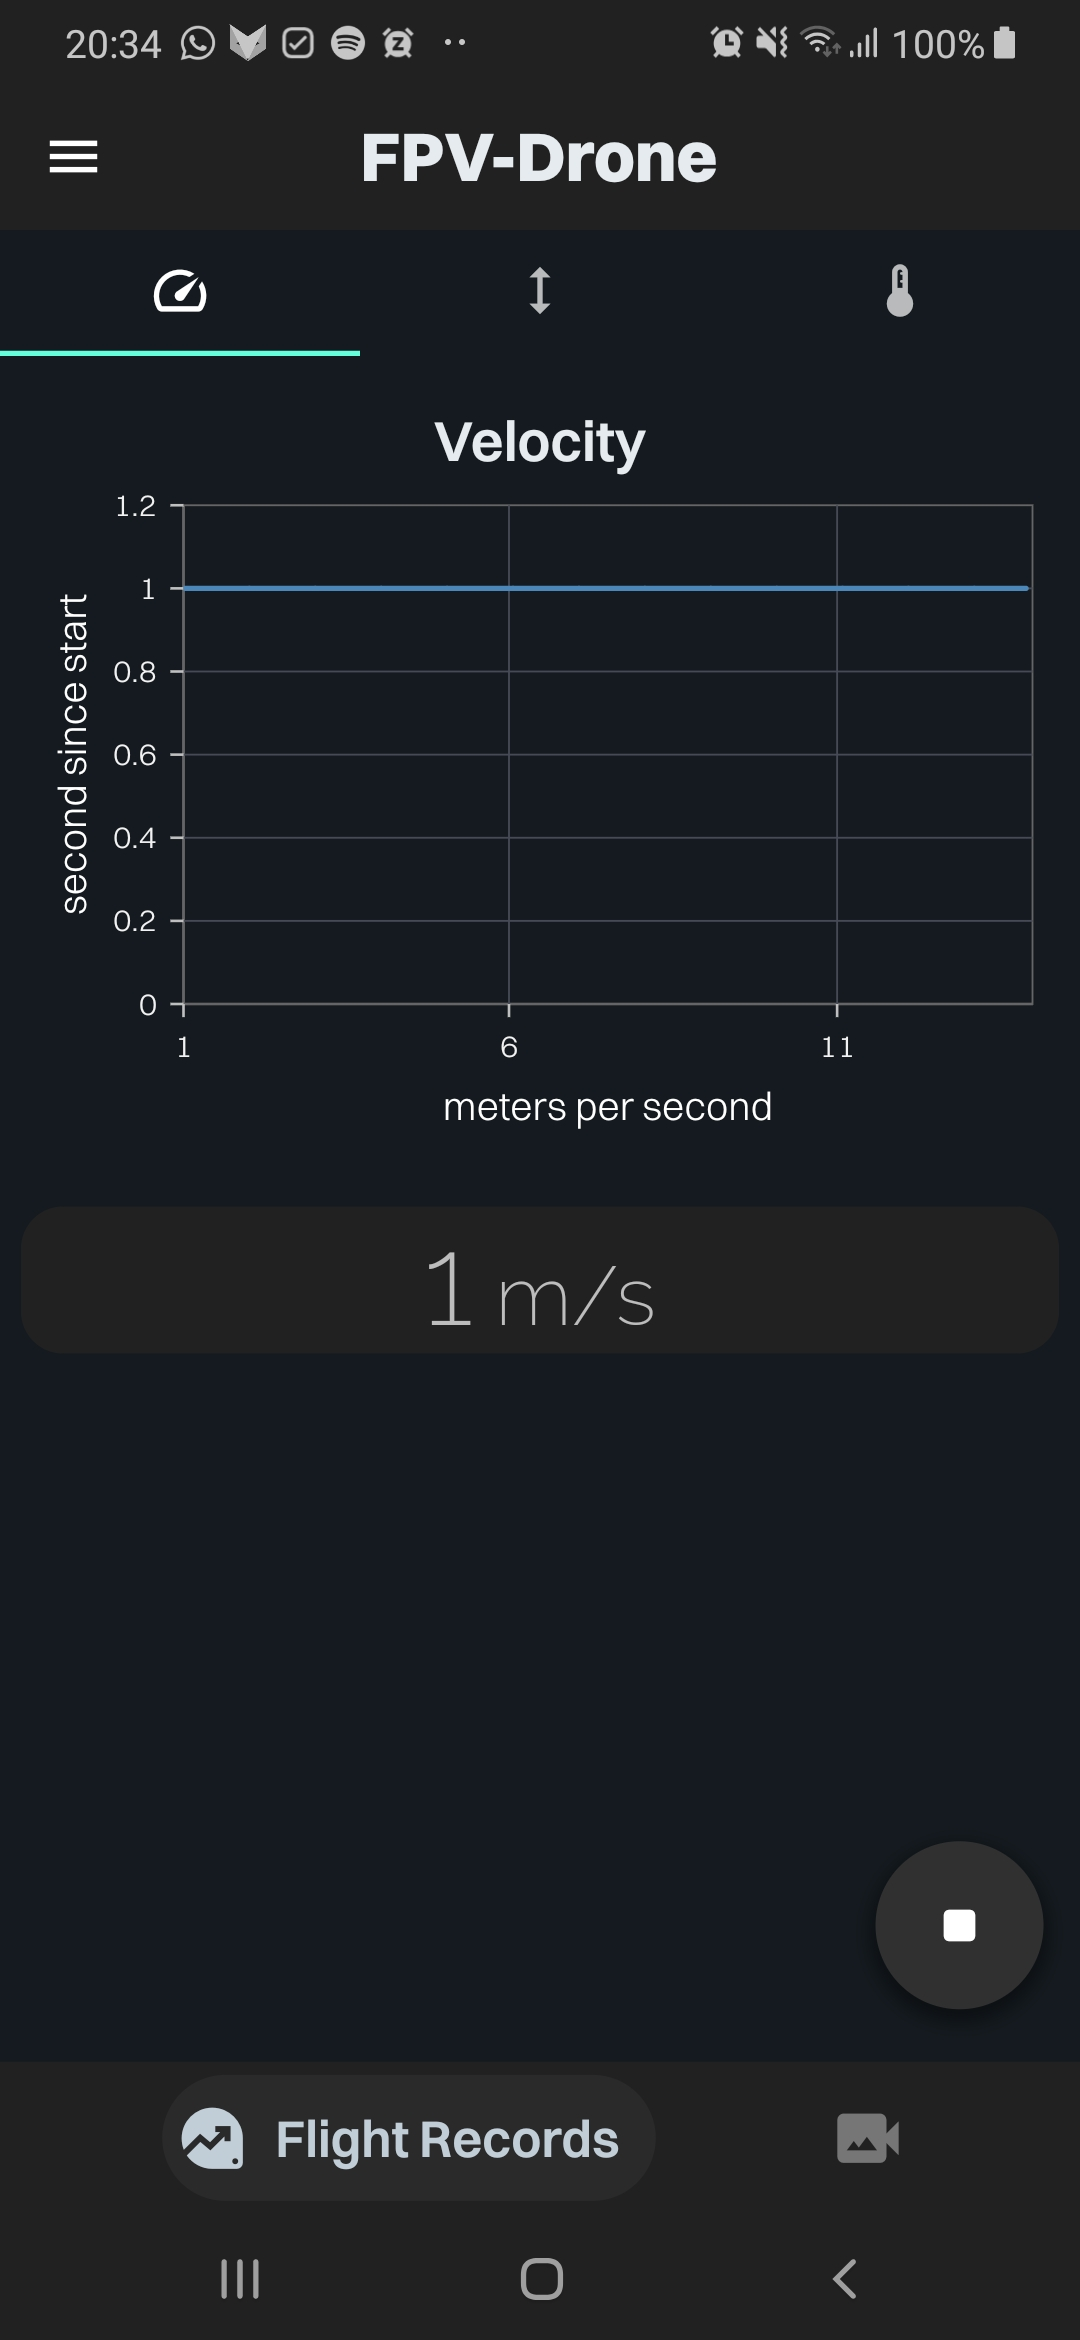 20:34 100%
FPV-Drone
Velocity
1.2
1
0.8
0.6
0.4
0.2
0
second since start
1 6 11
meters per second
1 m/s
Flight Records